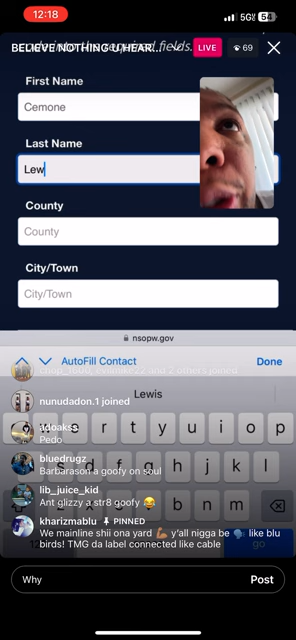 12:18
5G 54
BELIEVE NOTHING U HEAR...
LIVE
69
First Name
Cemone
Last Name
Lew
County
County
City/Town
City/Town
nsopw.gov
AutoFill Contact
Done
Lewis
nunudadon.1 joined
r t y u i o p
Pedo
bluedrugz
d f g h j k l
Barbarason a goofy on soul
lib_juice_kid
Ant glizzy a str8 goofy 😂
b n m
kharizmablu PINNED
We mainline shii ona yard 💪🏾 y'all nigga be 🗣️ like blu
birds! TMG da label connected like cable
go
Why
Post